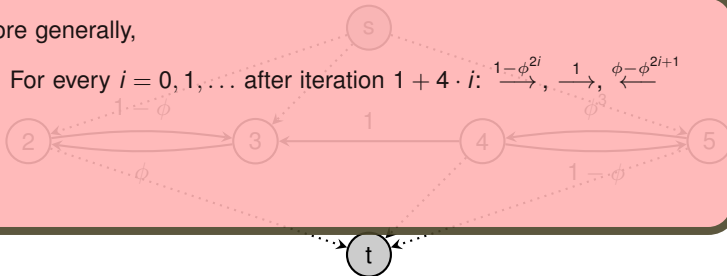 ore generally,
s
For every i = 0, 1, . . . after iteration 1 + 4 · i: 1−ϕ^{2i} ⟶, 1 ⟶, ϕ−ϕ^{2i+1} ⟵
1 − ϕ ϕ³
1
2 3 4 5
ϕ 1 − ϕ
t